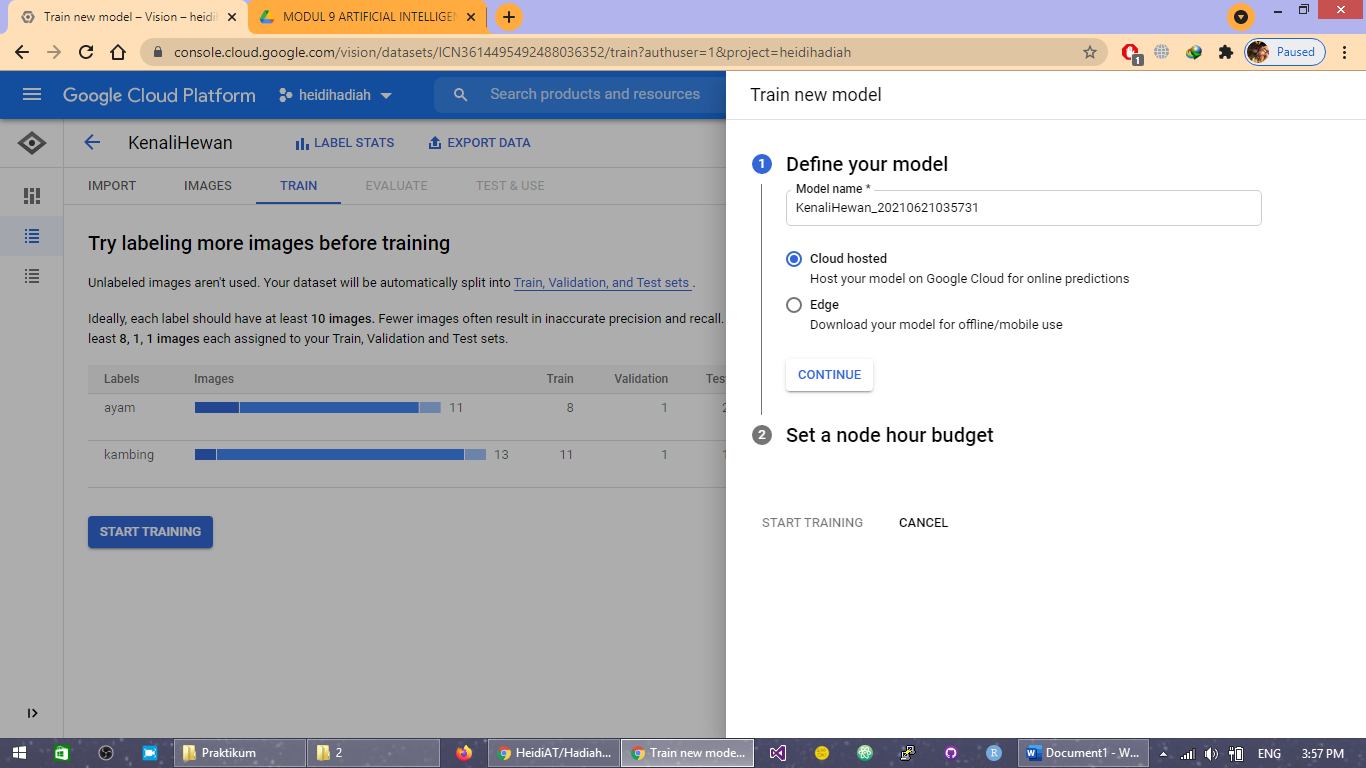 Train new model – Vision – heidi
MODUL 9 ARTIFICIAL INTELLIGEN
console.cloud.google.com/vision/datasets/ICN3614495492488036352/train?authuser=1&project=heidihadiah
1
Paused
Google Cloud Platform
heidihadiah
Search products and resources
KenaliHewan
LABEL STATS
EXPORT DATA
IMPORT
IMAGES
TRAIN
EVALUATE
TEST & USE
Try labeling more images before training
Unlabeled images aren't used. Your dataset will be automatically split into Train, Validation, and Test sets .
Ideally, each label should have at least 10 images. Fewer images often result in inaccurate precision and recall.
least 8, 1, 1 images each assigned to your Train, Validation and Test sets.
Labels Images Train Validation Tes
ayam 11 8 1
kambing 13 11 1
START TRAINING
Train new model
1 Define your model
Model name *
KenaliHewan_20210621035731
Cloud hosted
Host your model on Google Cloud for online predictions
Edge
Download your model for offline/mobile use
CONTINUE
2 Set a node hour budget
START TRAINING
CANCEL
Praktikum
2
HeidiAT/Hadiah...
Train new mode...
R
Document1 - W...
ENG
3:57 PM